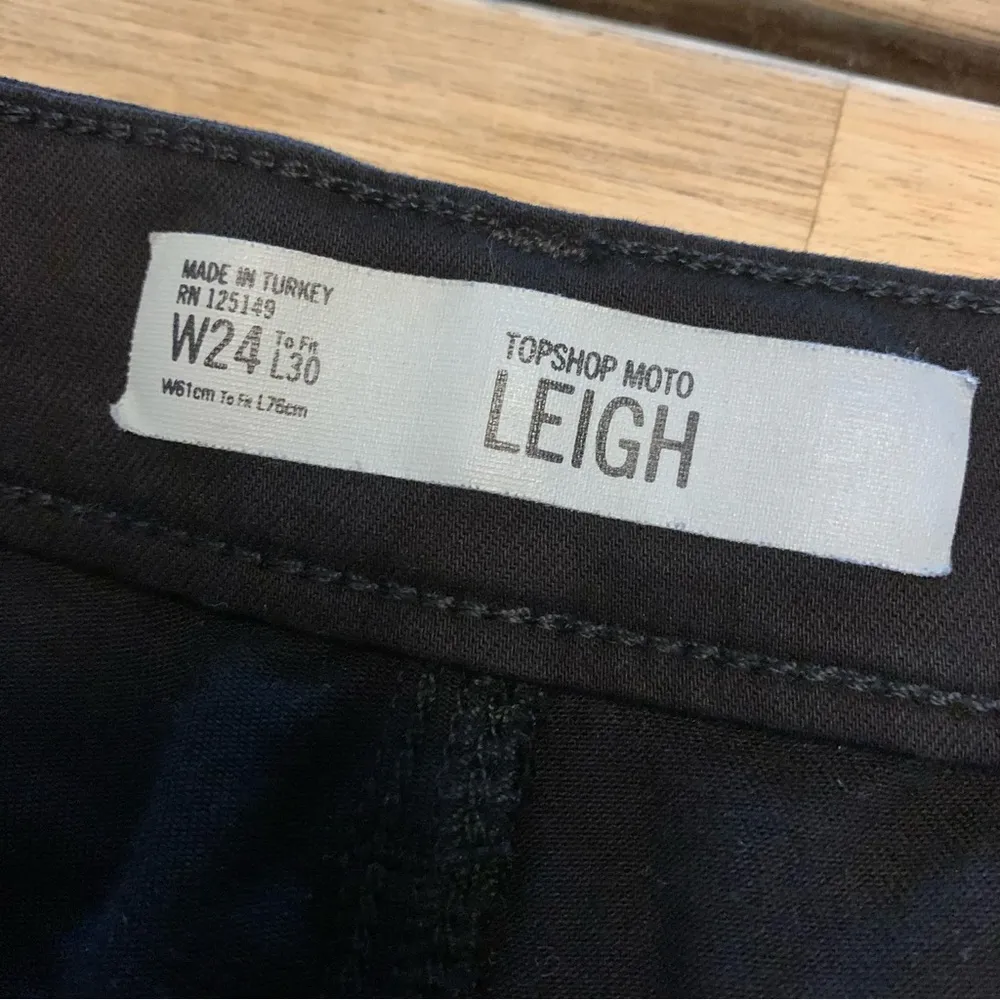 MADE IN TURKEY
RN 125149
W24 To Fit L30
W61cm To Fit L76cm
TOPSHOP MOTO
LEIGH